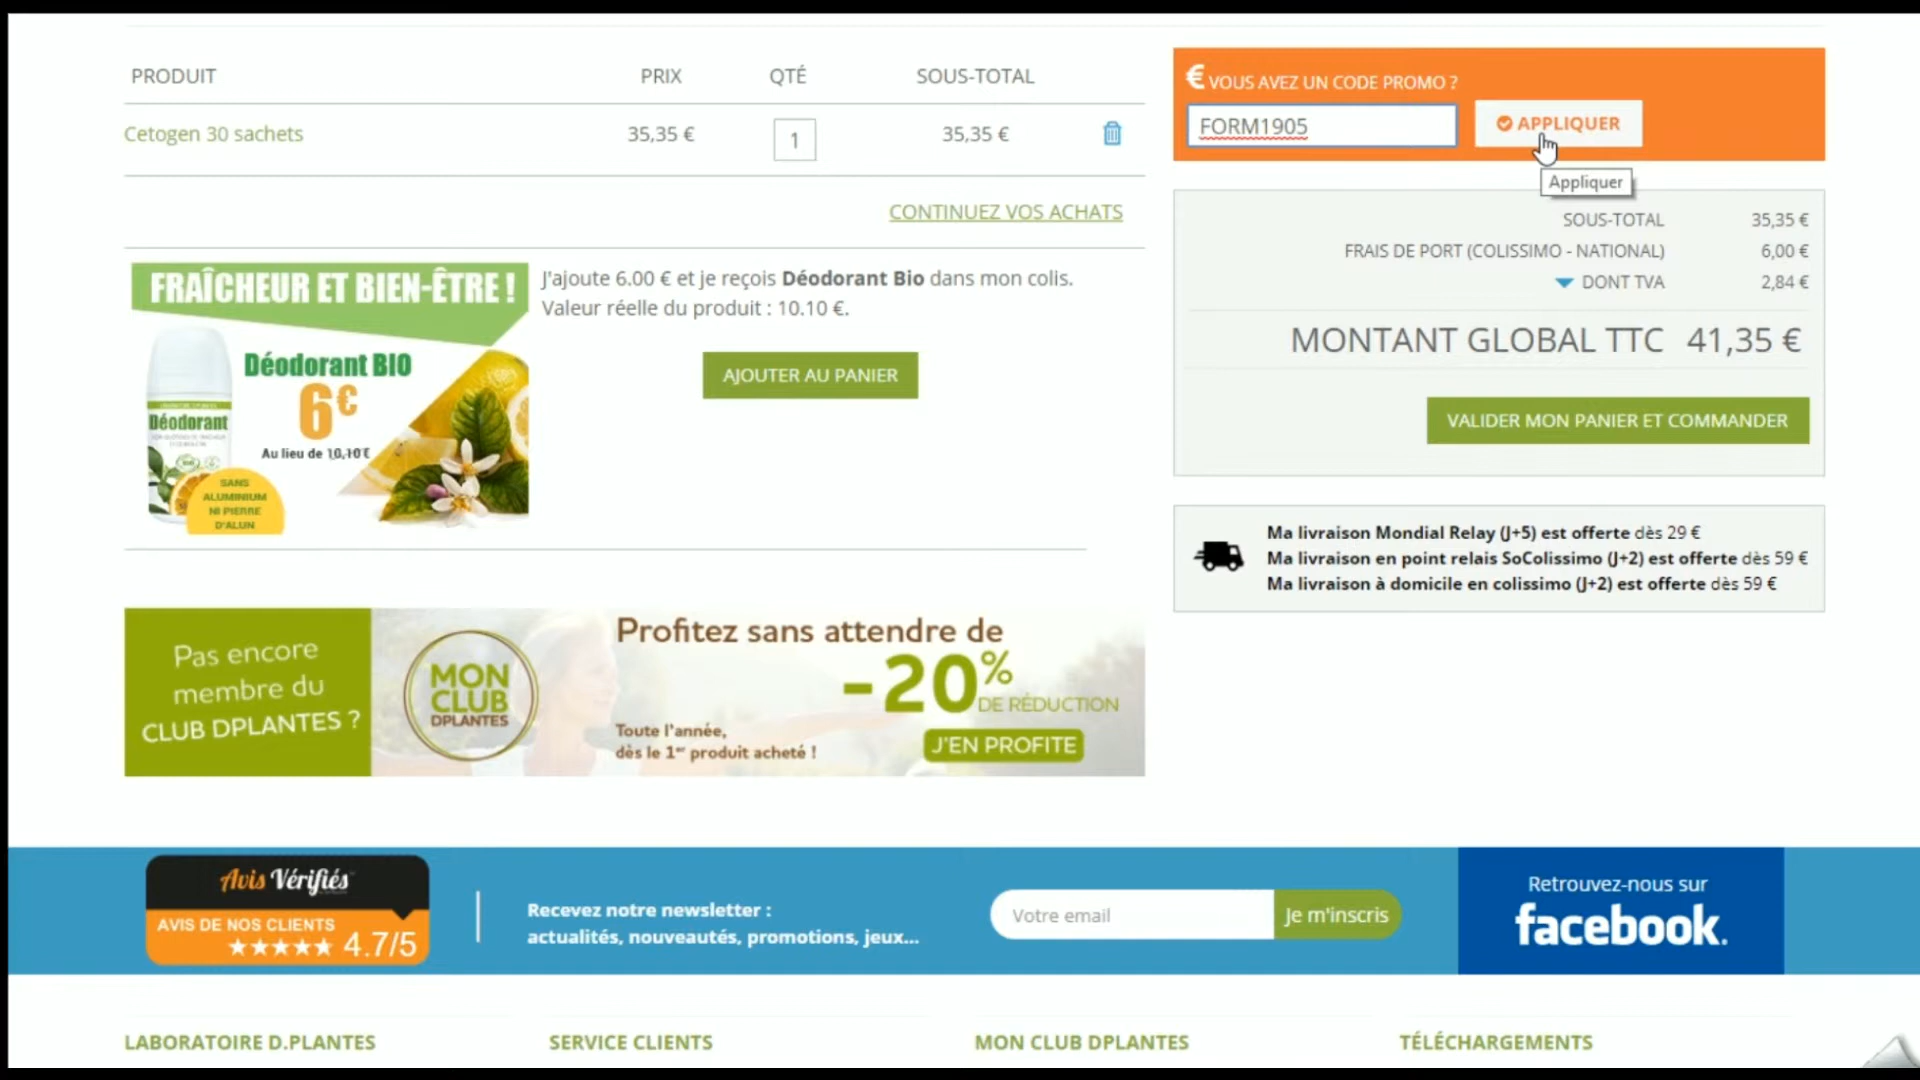 PRODUIT PRIX QTÉ SOUS-TOTAL
Cetogen 30 sachets 35,35 € 1 35,35 €
CONTINUEZ VOS ACHATS
FRAÎCHEUR ET BIEN-ÊTRE !
Déodorant BIO
6€
Au lieu de 10,10€
Déodorant
SANS
ALUMINIUM
NI PIERRE
D'ALUN
J'ajoute 6.00 € et je reçois Déodorant Bio dans mon colis.
Valeur réelle du produit : 10.10 €.
AJOUTER AU PANIER
Pas encore
membre du
CLUB DPLANTES ?
MON
CLUB
DPLANTES
Profitez sans attendre de
-20%
DE RÉDUCTION
Toute l'année,
dès le 1er produit acheté !
J'EN PROFITE
€ VOUS AVEZ UN CODE PROMO ?
FORM1905
APPLIQUER
Appliquer
SOUS-TOTAL 35,35 €
FRAIS DE PORT (COLISSIMO - NATIONAL) 6,00 €
DONT TVA 2,84 €
MONTANT GLOBAL TTC 41,35 €
VALIDER MON PANIER ET COMMANDER
Ma livraison Mondial Relay (J+5) est offerte dès 29 €
Ma livraison en point relais SoColissimo (J+2) est offerte dès 59 €
Ma livraison à domicile en colissimo (J+2) est offerte dès 59 €
Avis Vérifiés
AVIS DE NOS CLIENTS
4.7/5
Recevez notre newsletter :
actualités, nouveautés, promotions, jeux...
Votre email
Je m'inscris
Retrouvez-nous sur
facebook.
LABORATOIRE D.PLANTES SERVICE CLIENTS MON CLUB DPLANTES TÉLÉCHARGEMENTS